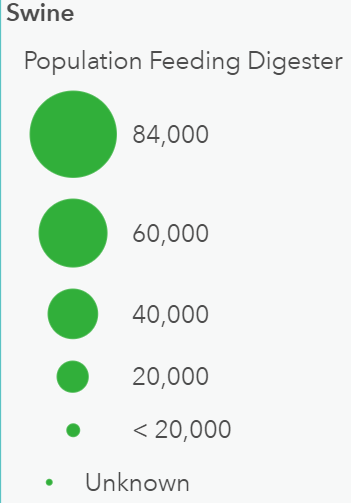 Swine
Population Feeding Digester
84,000
60,000
40,000
20,000
< 20,000
Unknown